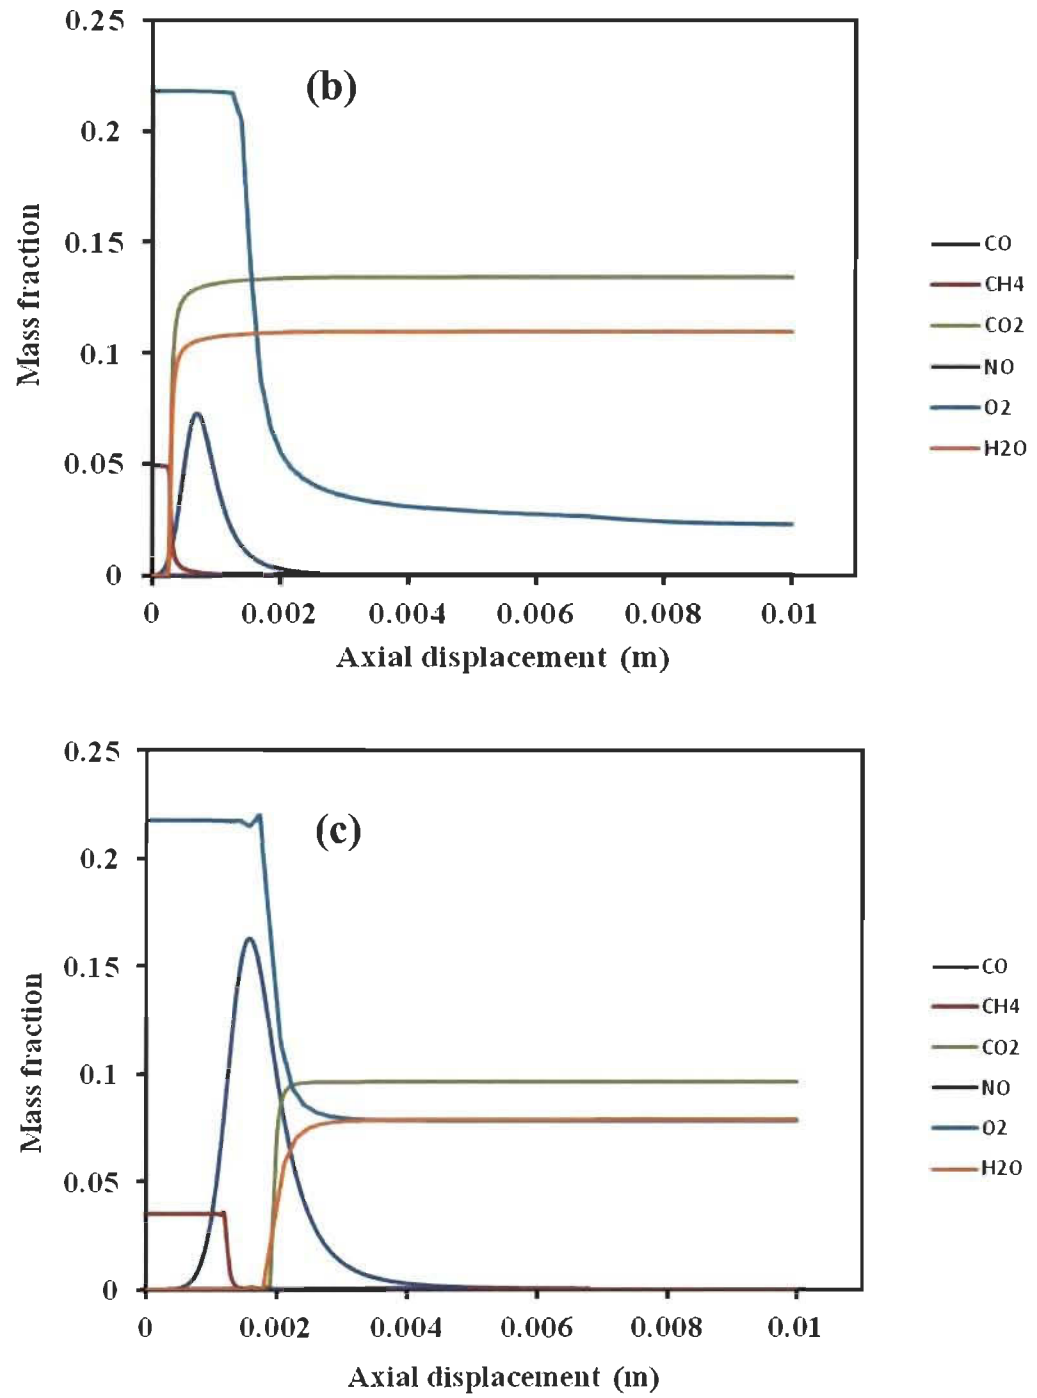 0.25
(b)
0.2
0.15
0.1
0.05
0
Mass fraction
CO
CH4
CO2
NO
O2
H2O
0 0.002 0.004 0.006 0.008 0.01
Axial displacement (m)
0.25
(c)
0.2
0.15
0.1
0.05
0
Mass fraction
CO
CH4
CO2
NO
O2
H2O
0 0.002 0.004 0.006 0.008 0.01
Axial displacement (m)